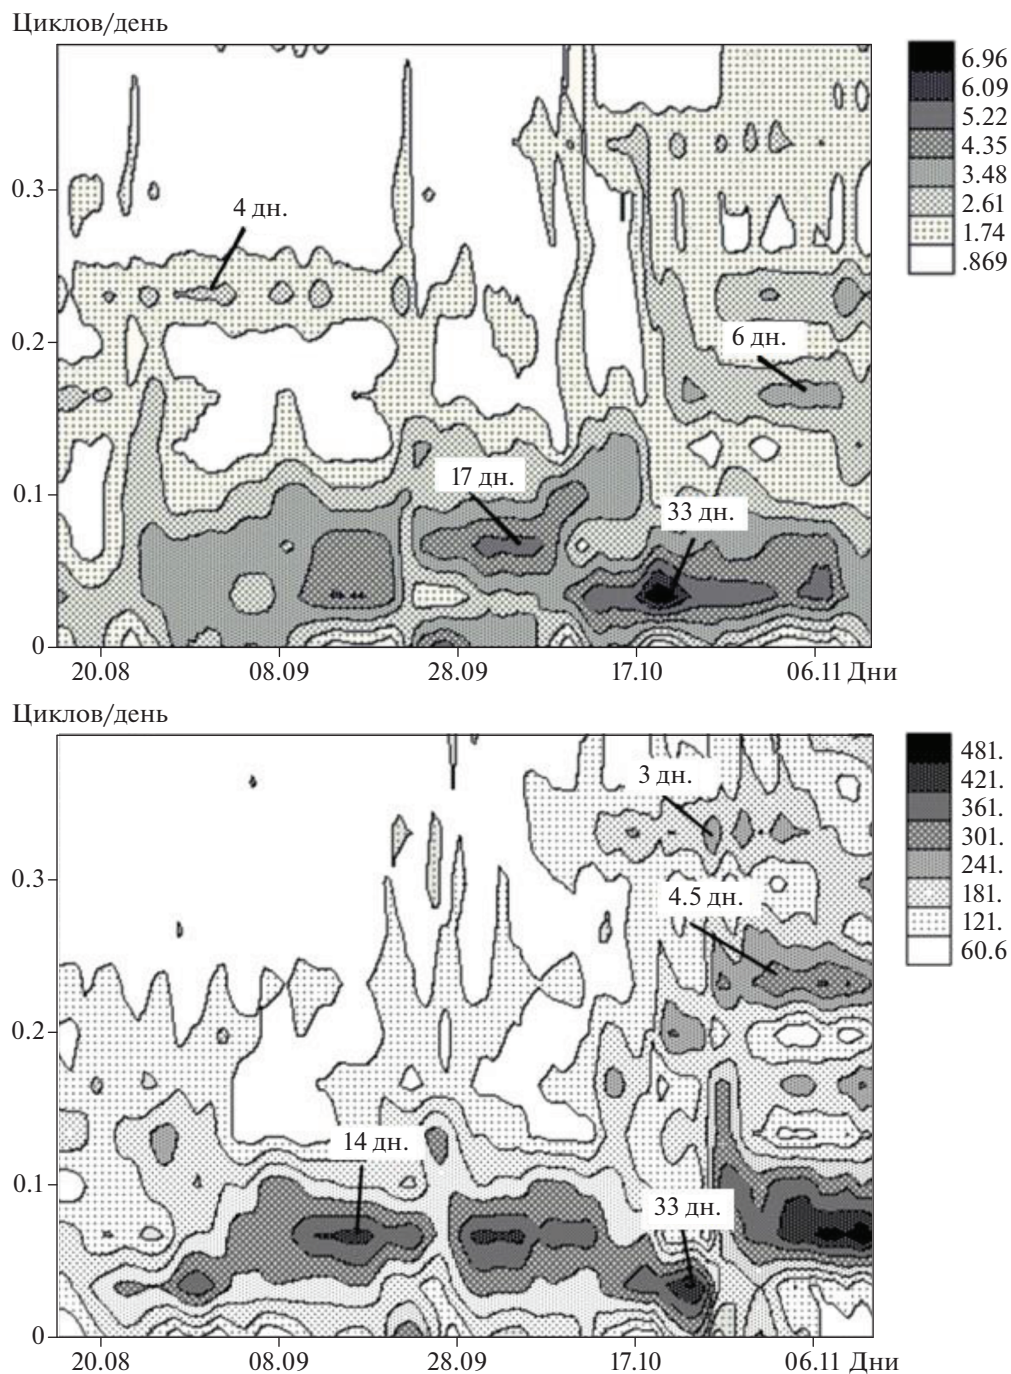 Циклов/день
6.96
6.09
5.22
4.35
3.48
2.61
1.74
.869
0.3
4 дн.
0.2
6 дн.
17 дн.
0.1
33 дн.
0
20.08 08.09 28.09 17.10 06.11 Дни
Циклов/день
481.
421.
361.
301.
241.
181.
121.
60.6
3 дн.
0.3
4.5 дн.
0.2
14 дн.
0.1
33 дн.
0
20.08 08.09 28.09 17.10 06.11 Дни